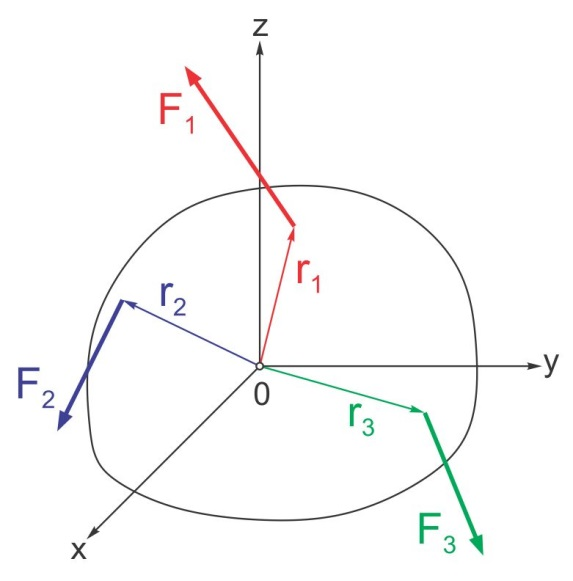 z
F₁
r₁
r₂
F₂
y
0
r₃
F₃
x